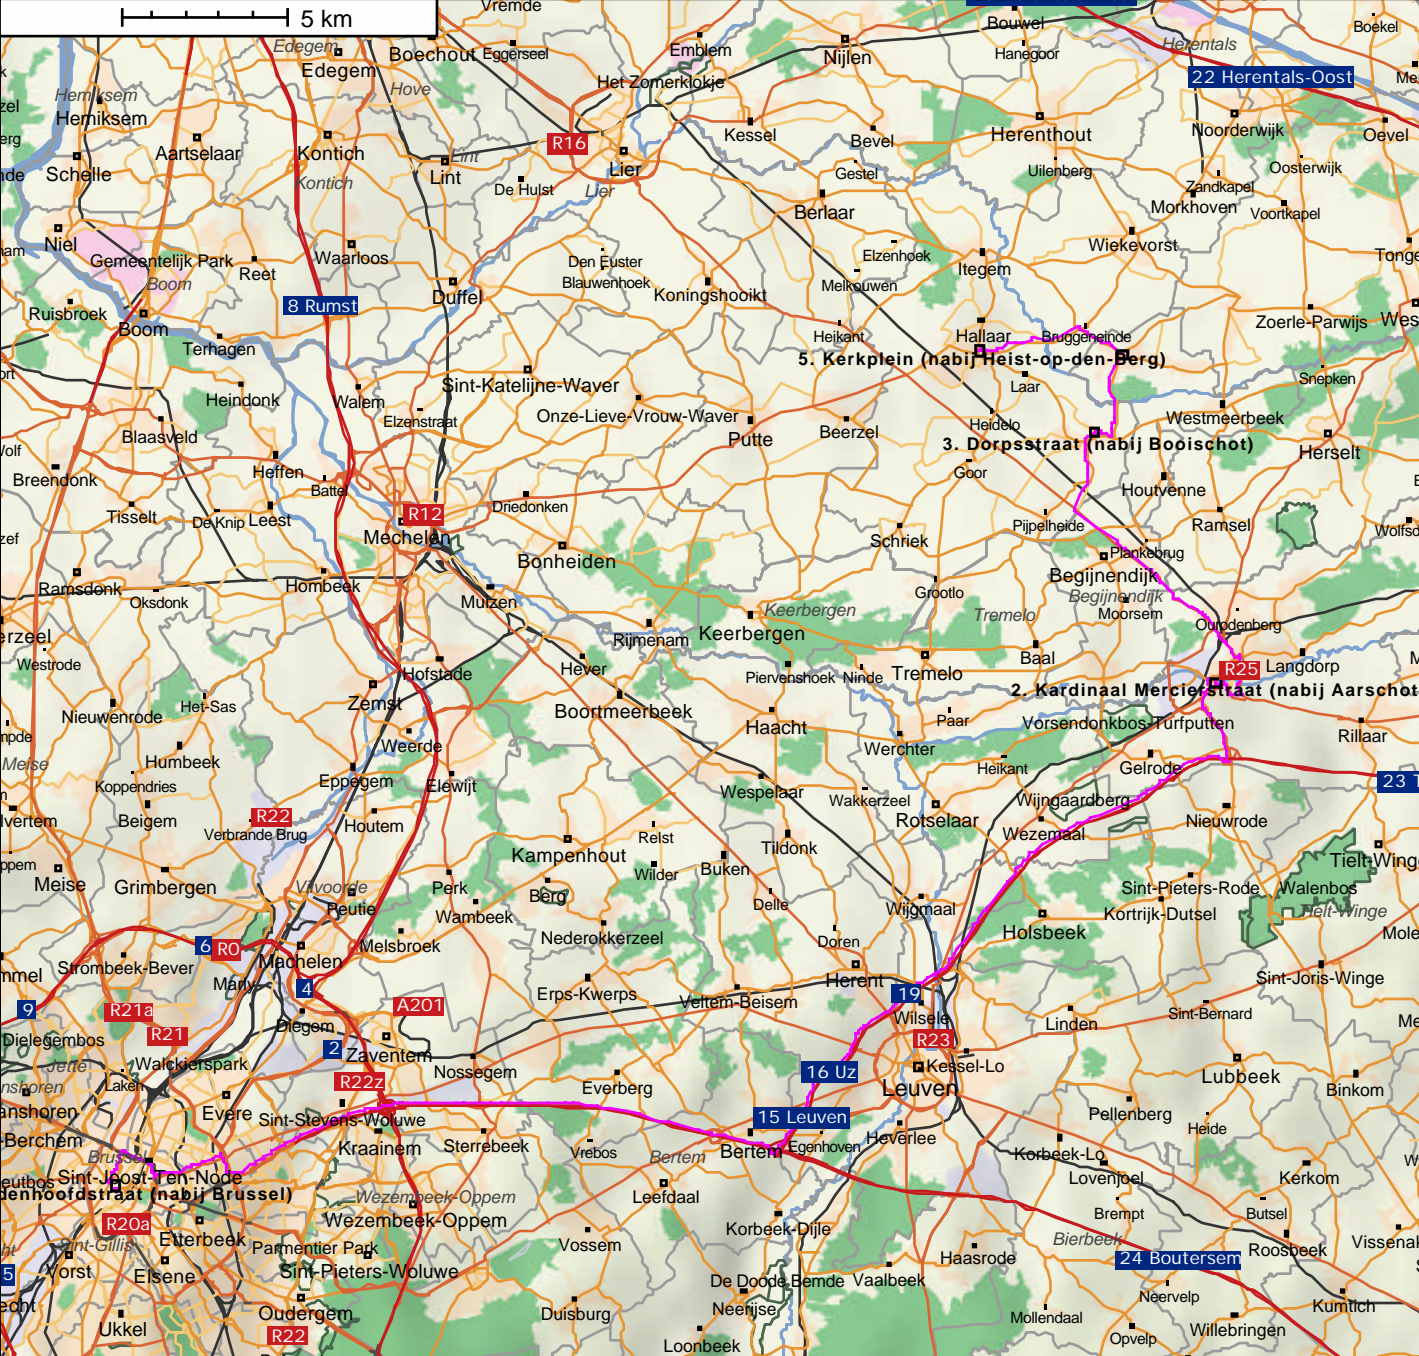 5 km
Vremde
Bouwel
Boekel
Edegem
Edegem
Boechout
Eggerseel
Emblem
Nijlen
Hanegoor
Herentals
22 Herentals-Oost
Hemiksem
Hemiksem
Hove
Het Zomerklokje
Kessel
Bevel
Herenthout
Noorderwijk
Oevel
Aartselaar
Kontich
Kontich
R16
Lint
Lint
Lier
Lier
De Hulst
Schelle
Gestel
Uilenberg
Oosterwijk
Zandkapel
Morkhoven
Voortkapel
Berlaar
Wiekevorst
Niel
Gemeentelijk Park
Boom
Reet
Waarloos
Den Euster
Blauwenhoek
Koningshooikt
Elzenhoek
Melkouwen
Itegem
Ruisbroek
Boom
8 Rumst
Duffel
Terhagen
Heikant
Hallaar
Bruggeneinde
Zoerle-Parwijs
5. Kerkplein (nabij Heist-op-den-Berg)
Sint-Katelijne-Waver
Laar
Snepken
Heindonk
Walem
Elzenstraat
Onze-Lieve-Vrouw-Waver
Putte
Beerzel
Heidelo
Westmeerbeek
Blaasveld
3. Dorpsstraat (nabij Booischot)
Herselt
Breendonk
Heffen
Battel
Goor
Houtvenne
Tisselt
De Knip
Leest
R12
Driedonken
Mechelen
Pijpelheide
Ramsel
Schriek
Bonheiden
Plankebrug
Begijnendijk
Begijnendijk
Moorsem
Ramsdonk
Oksdonk
Hombeek
Muizen
Grootlo
Keerbergen
Keerbergen
Tremelo
Rijmenam
Ourodenberg
Westrode
Hofstade
Hever
Piervenshoek
Ninde
Tremelo
Baal
R25
Langdorp
2. Kardinaal Mercierstraat (nabij Aarschot
Nieuwenrode
Het-Sas
Zemst
Boortmeerbeek
Haacht
Paar
Vorsendonkbos-Turfputten
Rillaar
Meise
Humbeek
Weerde
Werchter
Heikant
Gelrode
Koppendries
Eppegem
Elewijt
Wespelaar
Wakkerzeel
Wijngaardberg
Beigem
R22
Verbrande Brug
Houtem
Rotselaar
Wezemaal
Nieuwrode
Relst
Tildonk
Kampenhout
Wilder
Buken
Meise
Grimbergen
Vilvoorde
Peutie
Perk
Berg
Delle
Wijgmaal
Sint-Pieters-Rode
Walenbos
Kortrijk-Dutsel
Wambeek
Nederokkerzeel
Doren
Holsbeek
6
R0
Strombeek-Bever
Machelen
Melsbroek
Herent
Sint-Joris-Winge
Marly
4
Erps-Kwerps
Veltem-Beisem
19
9
R21a
A201
Diegem
Wilsele
Linden
Sint-Bernard
R21
Dielegembos
2
Zaventem
R23
Walckierspark
Jette
Laken
Nossegem
Everberg
16 Uz
Kessel-Lo
Leuven
Lubbeek
Binkom
R22z
Evere
Sint-Stevens-Woluwe
15 Leuven
Pellenberg
Heide
Kraainem
Sterrebeek
Vrebos
Bertem
Bertem
Egenhoven
Heverlee
Korbeek-Lo
Lovenjoel
Kerkom
Sint-Joost-Ten-Node
denhoofdstraat (nabij Brussel)
Wezembeek-Oppem
Wezembeek-Oppem
Leefdaal
Brempt
Butsel
R20a
Sint-Gillis
Etterbeek
Korbeek-Dijle
Bierbeek
Roosbeek
Vorst
Elsene
Parmentier Park
Sint-Pieters-Woluwe
Vossem
Haasrode
24 Boutersem
5
De Doode Bemde
Vaalbeek
Neervelp
Kumtich
Oudergem
Duisburg
Neerijse
Mollendaal
Ukkel
R22
Loonbeek
Opvelp
Willebringen